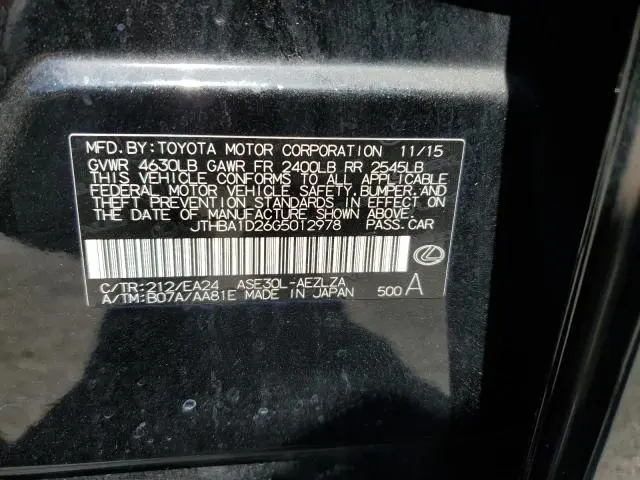 MFD.BY:TOYOTA MOTOR CORPORATION 11/15
GVWR 4630LB GAWR FR 2400LB RR 2545LB
THIS VEHICLE CONFORMS TO ALL APPLICABLE
FEDERAL MOTOR VEHICLE SAFETY,BUMPER,AND
THEFT PREVENTION STANDARDS IN EFFECT ON
THE DATE OF MANUFACTURE SHOWN ABOVE.
JTHBA1D26G5012978 PASS.CAR
C/TR:212/EA24 ASE30L-AEZLZA
A/TM:B07A/AA81E MADE IN JAPAN 500 A